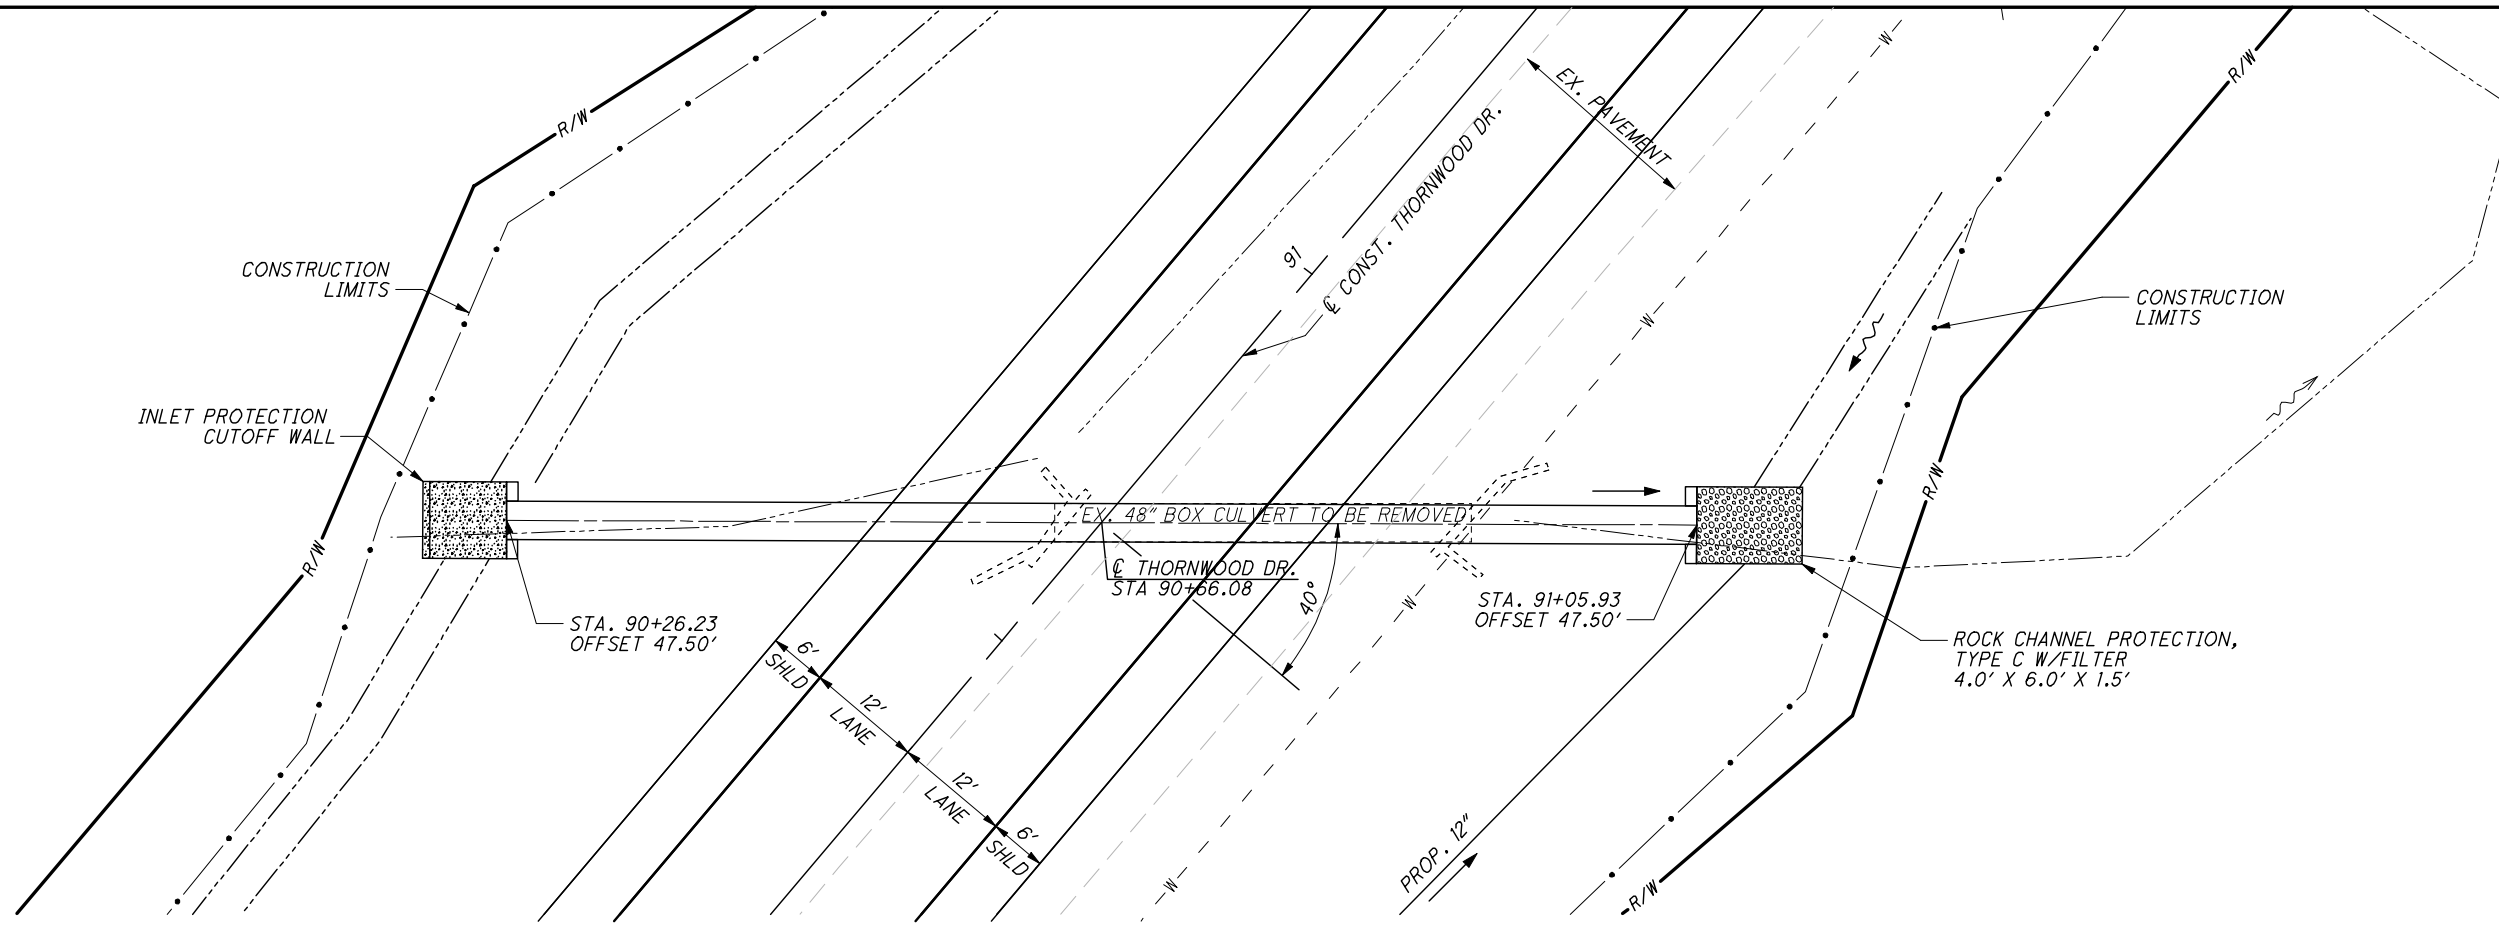 R/W
W
R/W
EX. PAVEMENT
℄ CONST. THORNWOOD DR.
91
CONSTRUCTION
LIMITS
CONSTRUCTION
LIMITS
W
INLET PROTECTION
CUTOFF WALL
R/W
R/W
EX. 48" BOX CULVERT TO BE REMOVED
℄ THORNWOOD DR.
STA 90+66.08
40°
W
STA. 91+05.93
OFFSET 47.50'
STA. 90+26.23
OFFSET 47.50'
ROCK CHANNEL PROTECTION,
TYPE C W/FILTER
4.0' X 6.0' X 1.5'
6'
SHLD
12'
LANE
12'
LANE
6'
SHLD
PROP. 12"
W
R/W